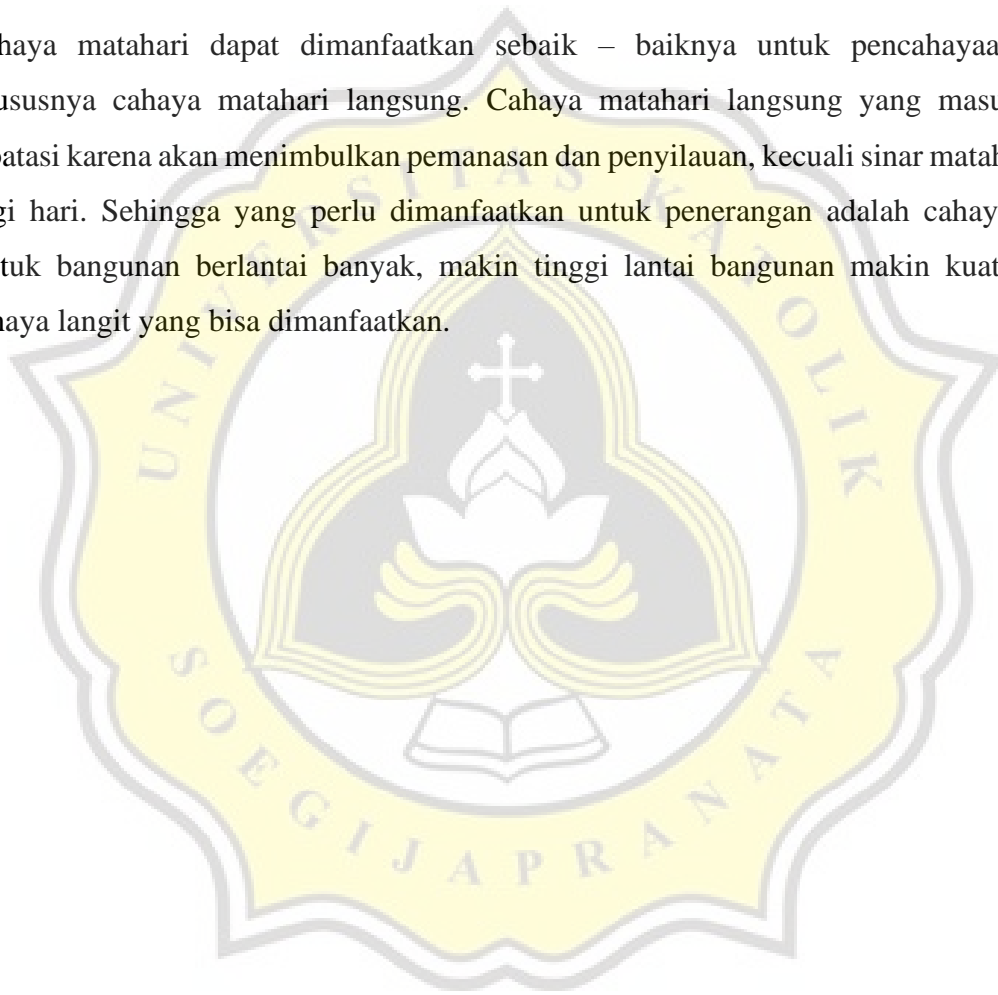 haya matahari dapat dimanfaatkan sebaik – baiknya untuk pencahayaa
ususnya cahaya matahari langsung. Cahaya matahari langsung yang masu
batasi karena akan menimbulkan pemanasan dan penyilauan, kecuali sinar matah
gi hari. Sehingga yang perlu dimanfaatkan untuk penerangan adalah cahay
tuk bangunan berlantai banyak, makin tinggi lantai bangunan makin kuat
haya langit yang bisa dimanfaatkan.
UNIVERSITAS KATOLIK
SOEGIJAPRANATA